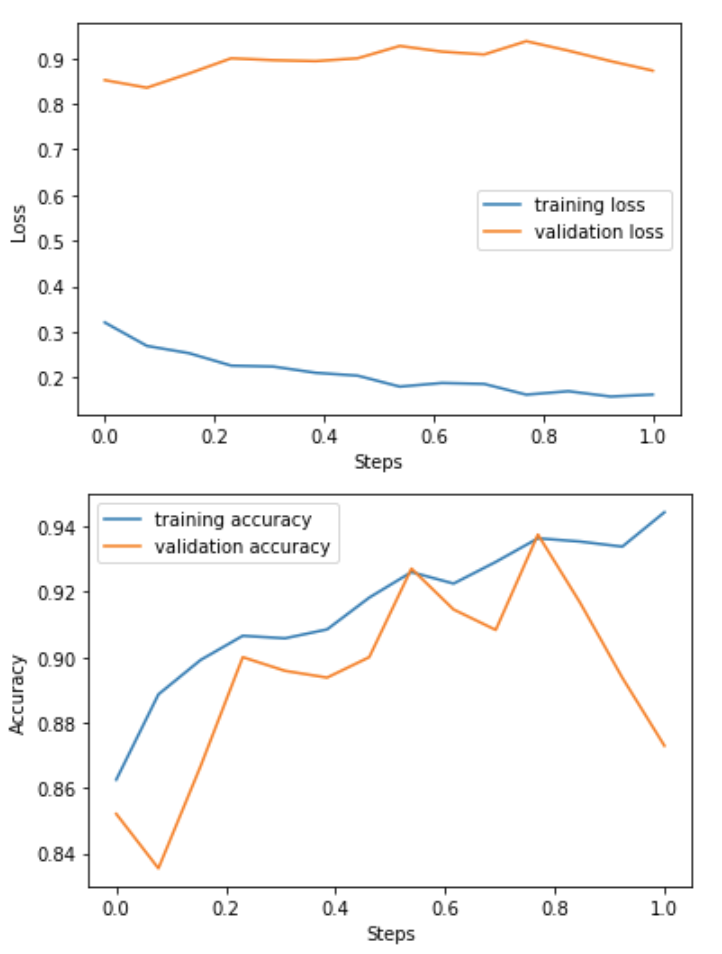 0.9
0.8
0.7
0.6
0.5
0.4
0.3
0.2
Loss
training loss
validation loss
0.0 0.2 0.4 0.6 0.8 1.0
Steps
training accuracy
validation accuracy
0.94
0.92
0.90
0.88
0.86
0.84
Accuracy
0.0 0.2 0.4 0.6 0.8 1.0
Steps